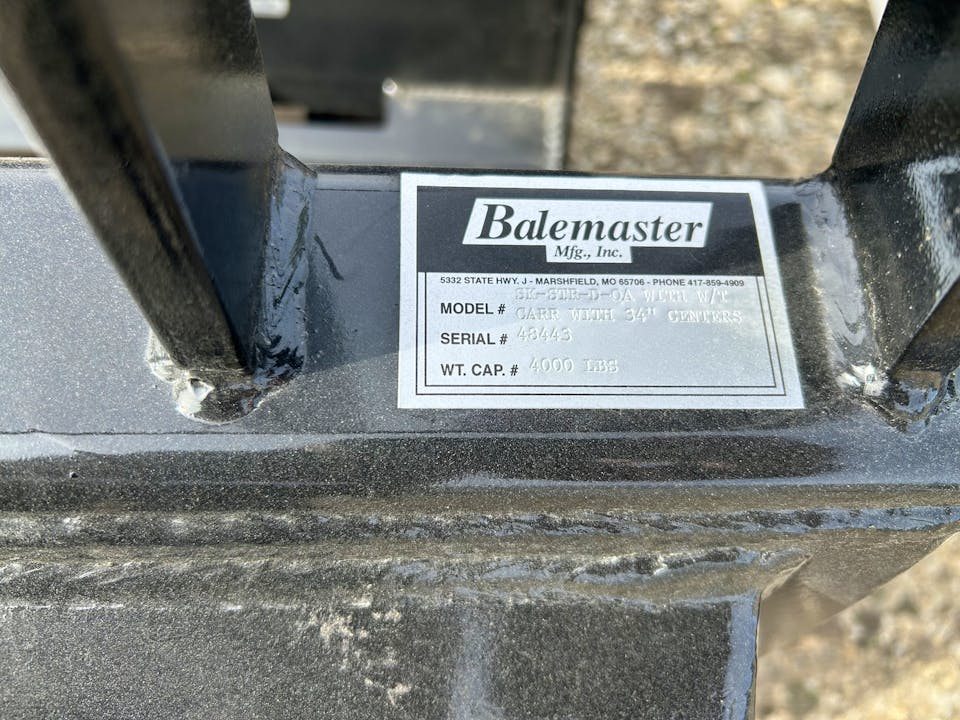 Balemaster
Mfg., Inc.
5332 STATE HWY. J - MARSHFIELD, MO 65706 - PHONE 417-859-4909
MODEL # SK-STR-D-QA WITH W/T
CARR WITH 34" CENTERS
SERIAL # 48443
WT. CAP. # 4000 LBS